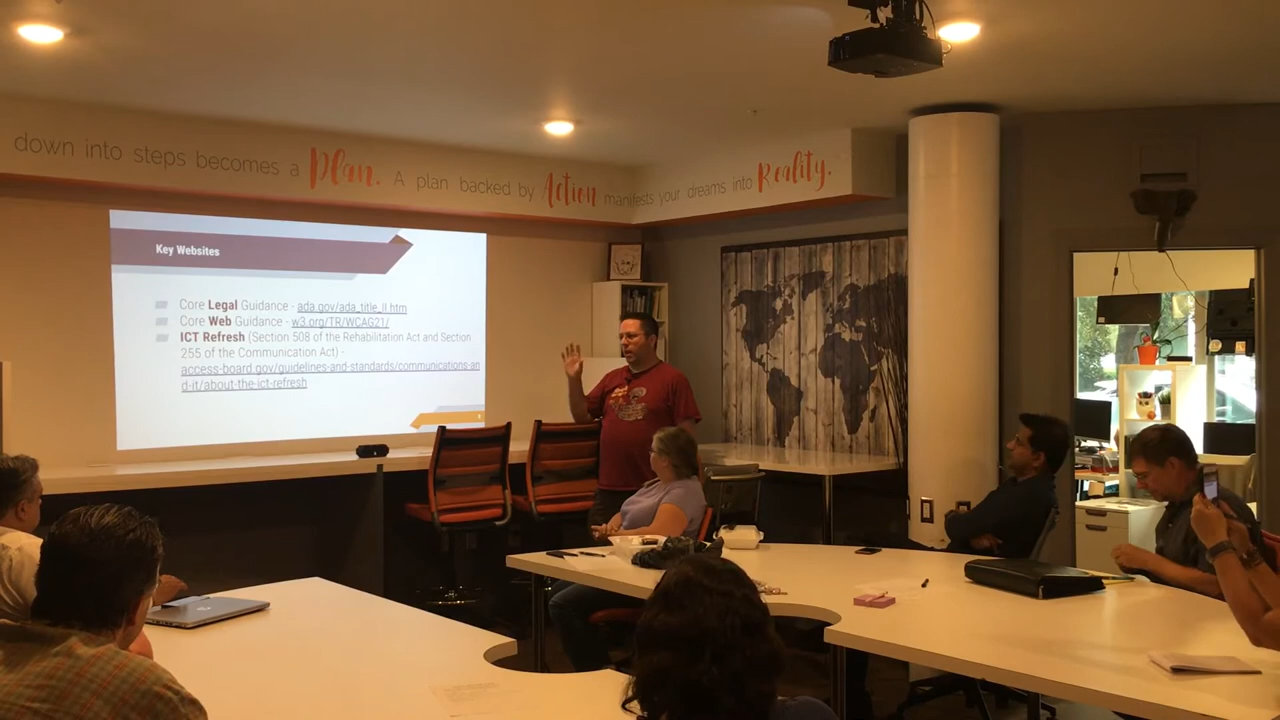 down into steps becomes a Plan. A plan backed by Action manifests your dreams into Reality.
Key Websites
Core Legal Guidance - ada.gov/ada_title_II.htm
Core Web Guidance - w3.org/TR/WCAG21/
ICT Refresh (Section 508 of the Rehabilitation Act and Section
255 of the Communication Act) -
access-board.gov/guidelines-and-standards/communications-an
d-it/about-the-ict-refresh